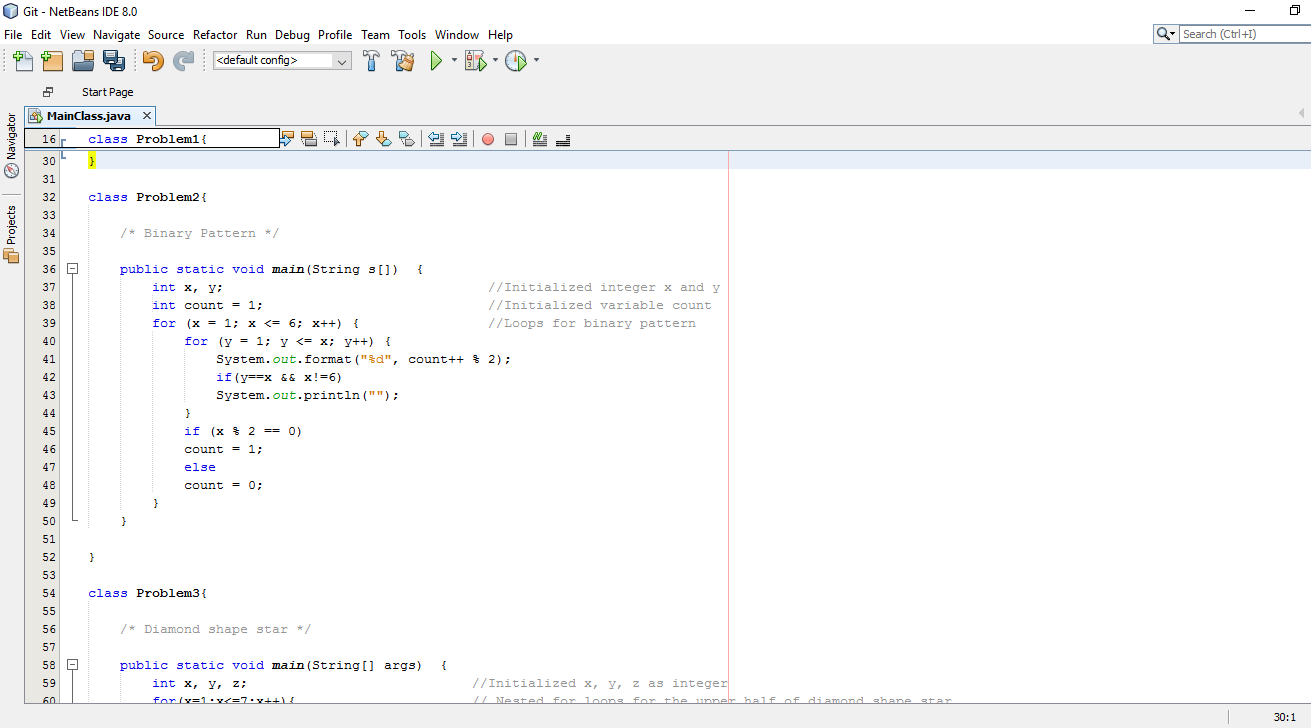 Git - NetBeans IDE 8.0
File Edit View Navigate Source Refactor Run Debug Profile Team Tools Window Help
Search (Ctrl+I)
<default config>
Start Page
MainClass.java
Navigator
Projects
16 class Problem1{
30 }
31
32 class Problem2{
33
34 /* Binary Pattern */
35
36 public static void main(String s[]) {
37 int x, y; //Initialized integer x and y
38 int count = 1; //Initialized variable count
39 for (x = 1; x <= 6; x++) { //Loops for binary pattern
40 for (y = 1; y <= x; y++) {
41 System.out.format("%d", count++ % 2);
42 if(y==x && x!=6)
43 System.out.println("");
44 }
45 if (x % 2 == 0)
46 count = 1;
47 else
48 count = 0;
49 }
50 }
51
52 }
53
54 class Problem3{
55
56 /* Diamond shape star */
57
58 public static void main(String[] args) {
59 int x, y, z; //Initialized x, y, z as integer
60 for(x=1;x<=7;x++){ // Nested for loops for the upper half of diamond shape star
30:1